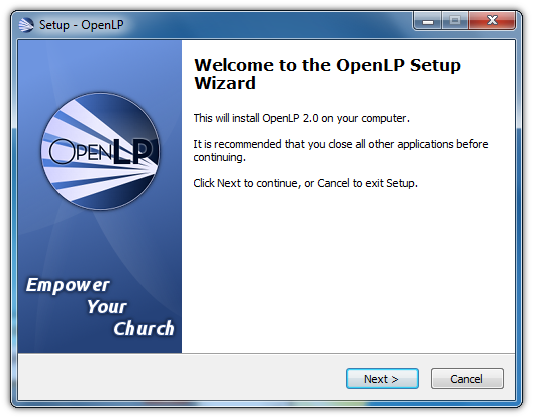 Setup - OpenLP
Welcome to the OpenLP Setup
Wizard
This will install OpenLP 2.0 on your computer.
It is recommended that you close all other applications before
continuing.
Click Next to continue, or Cancel to exit Setup.
OPENLP
Empower
Your
Church
Next >
Cancel